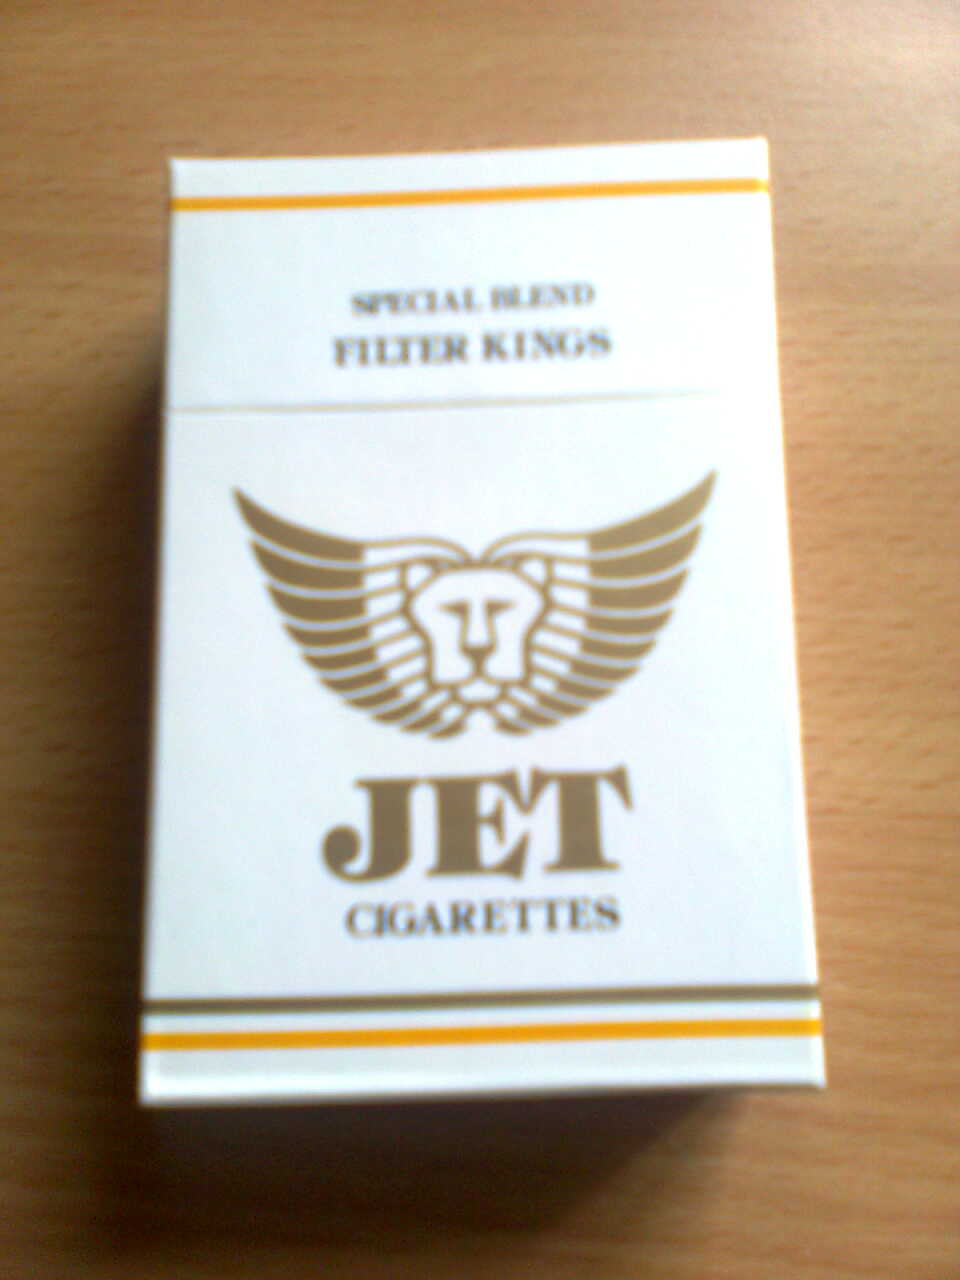 SPECIAL BLEND
FILTER KINGS
JET
CIGARETTES